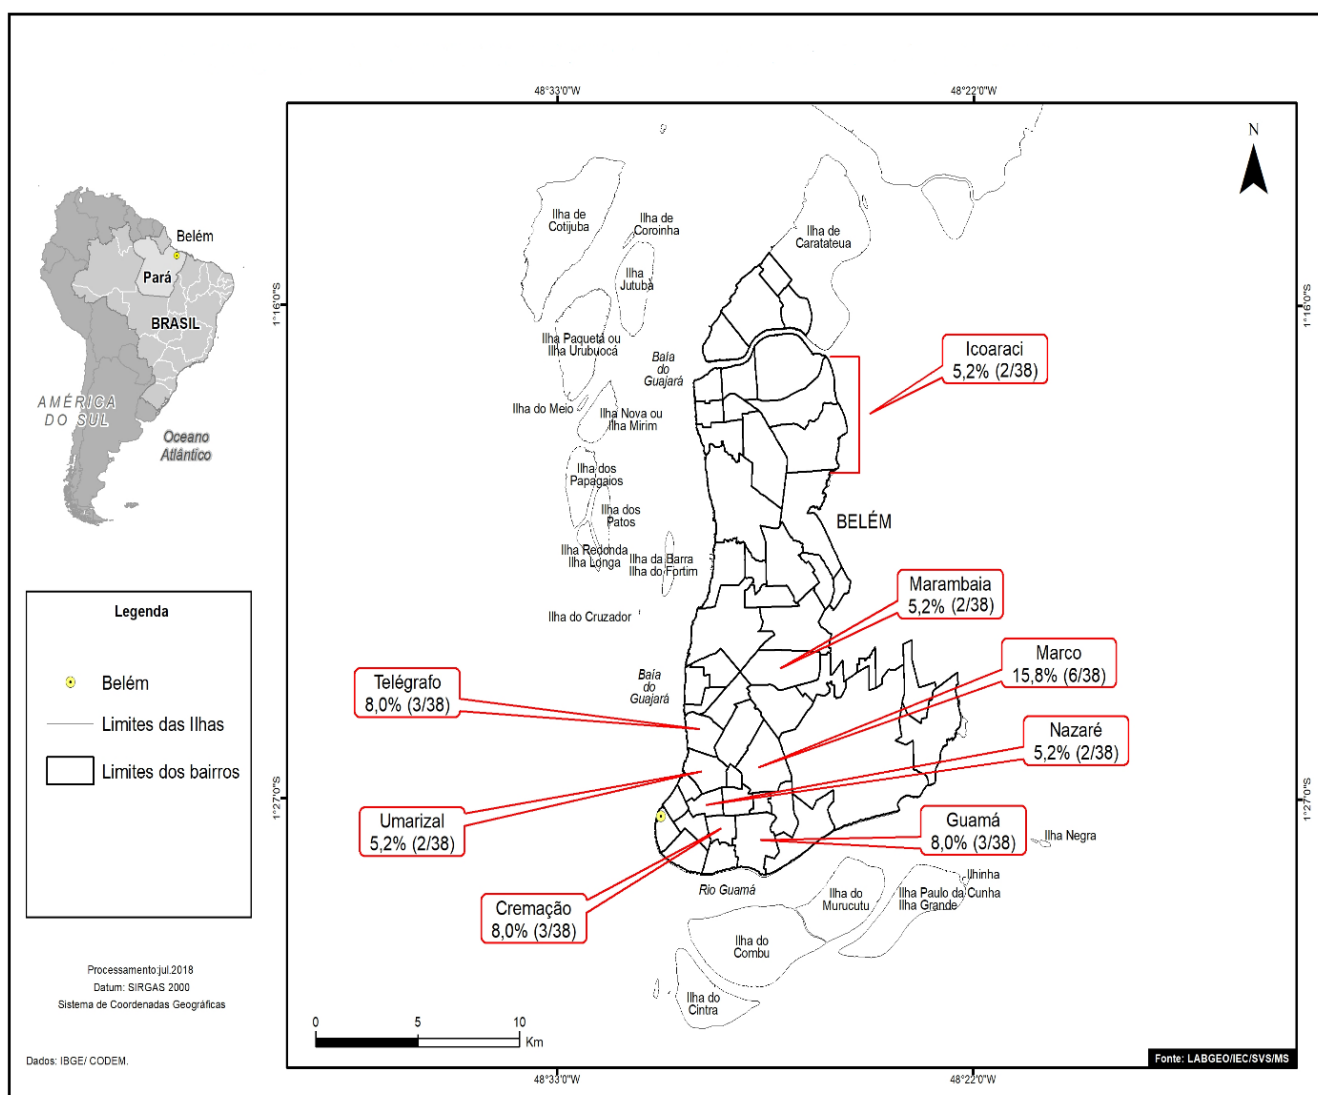 48°33'0"W
48°22'0"W
N
Ilha de
Cotijuba
Ilha de
Coroinha
Ilha de
Caratateua
Ilha
Jutuba
Belém
Pará
BRASIL
AMÉRICA
DO SUL
Oceano
Atlântico
1°16'0"S
1°16'0"S
Ilha Paquetá ou
Ilha Urubuocá
Baía
do
Guajará
Icoaraci
5,2% (2/38)
Ilha do Meio
Ilha Nova ou
Ilha Mirim
Ilha dos
Papagaios
Ilha dos
Patos
BELÉM
Ilha Redonda
Ilha Longa
Ilha da Barra
Ilha do Fortim
Ilha do Cruzador
Marambaia
5,2% (2/38)
Marco
15,8% (6/38)
Baía
do
Guajará
Telégrafo
8,0% (3/38)
Nazaré
5,2% (2/38)
Legenda
Belém
Limites das Ilhas
Limites dos bairros
1°27'0"S
1°27'0"S
Umarizal
5,2% (2/38)
Guamá
8,0% (3/38)
Ilha Negra
Rio Guamá
Cremação
8,0% (3/38)
Ilhinha
Ilha do
Murucutu
Ilha Paulo da Cunha
Ilha Grande
Ilha do
Combu
Ilha do
Cintra
Processamento:jul.2018
Datum: SIRGAS 2000
Sistema de Coordenadas Geográficas
0 5 10
Km
Dados: IBGE/ CODEM.
Fonte: LABGEO/IEC/SVS/MS
48°33'0"W
48°22'0"W